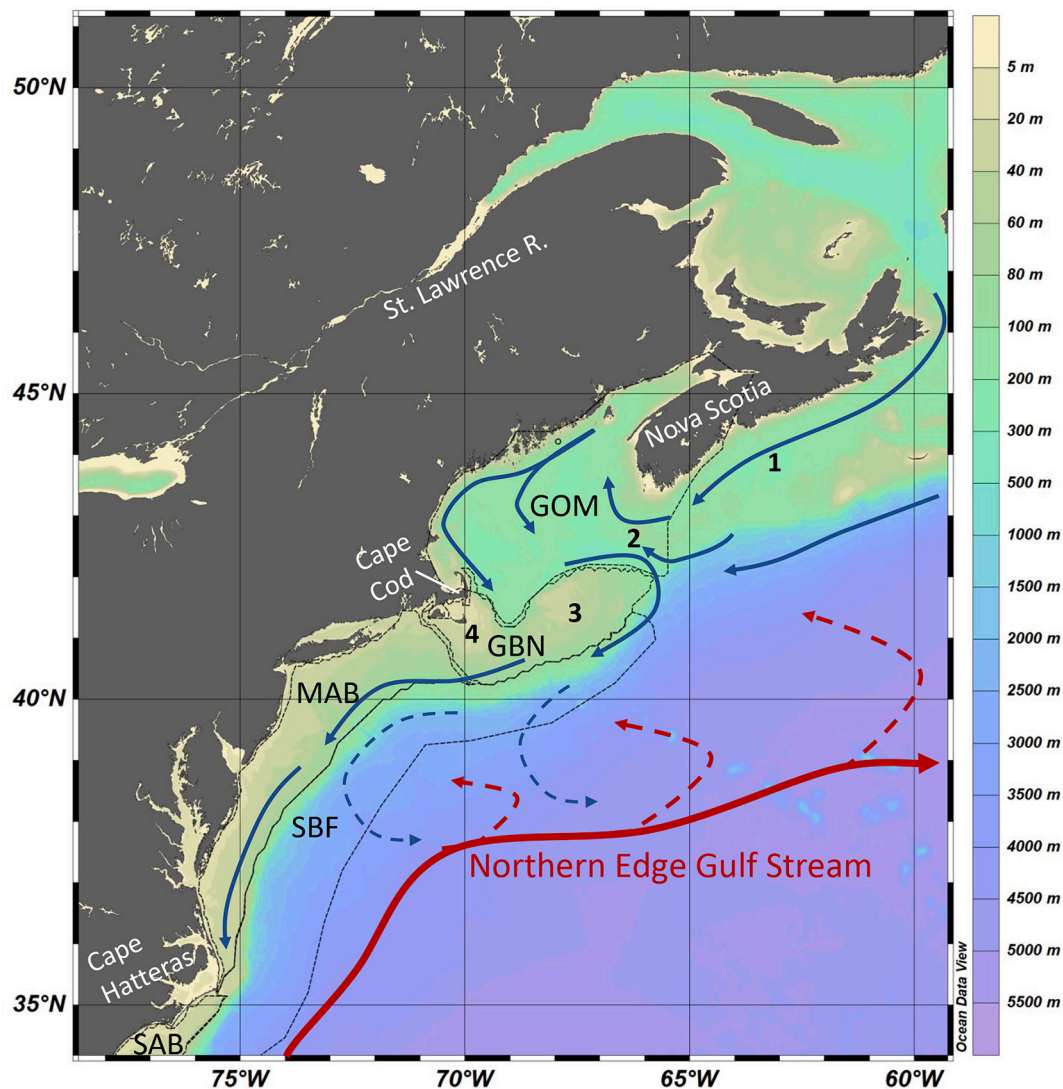 50°N
45°N
40°N
35°N
75°W
70°W
65°W
60°W
St. Lawrence R.
Nova Scotia
1
GOM
2
Cape
Cod
3
4
GBN
MAB
SBF
Northern Edge Gulf Stream
Cape
Hatteras
SAB
5 m
20 m
40 m
60 m
80 m
100 m
200 m
300 m
500 m
1000 m
1500 m
2000 m
2500 m
3000 m
3500 m
4000 m
4500 m
5000 m
5500 m
Ocean Data View